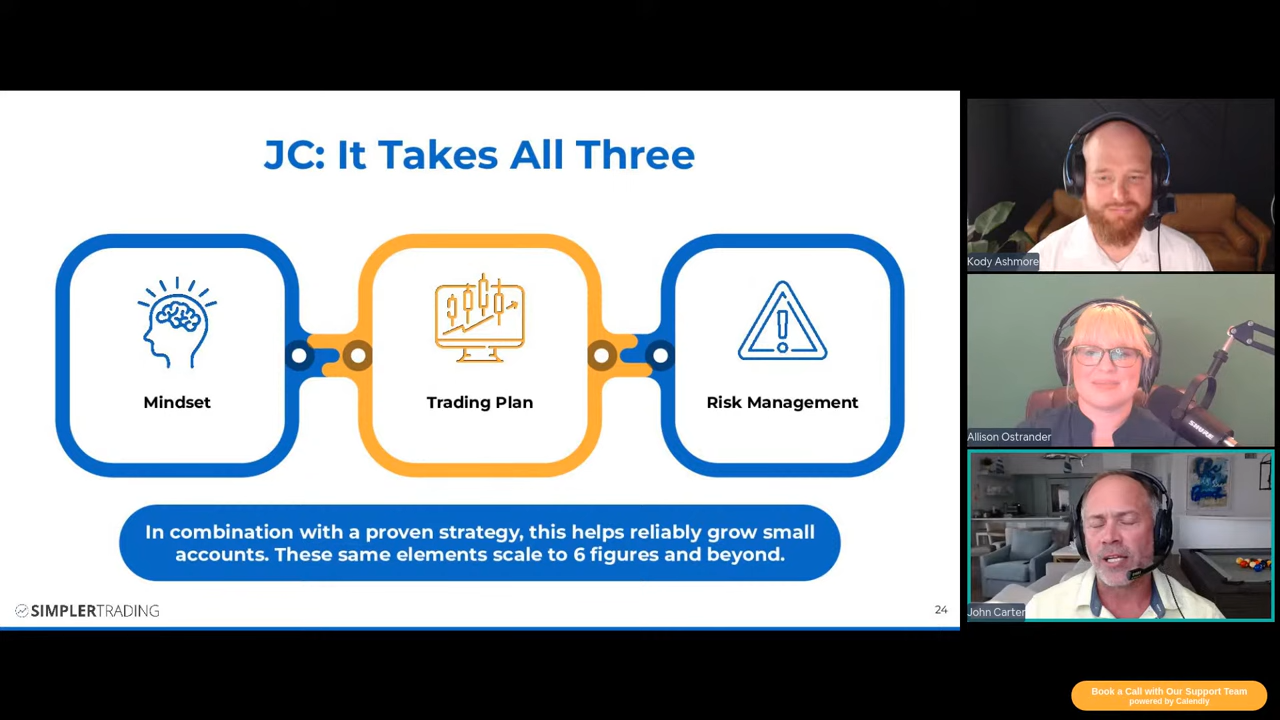 JC: It Takes All Three
Mindset
Trading Plan
Risk Management
In combination with a proven strategy, this helps reliably grow small
accounts. These same elements scale to 6 figures and beyond.
SIMPLERTRADING
24
Kody Ashmore
Allison Ostrander
SHURE
John Carter
Book a Call with Our Support Team
powered by Calendly